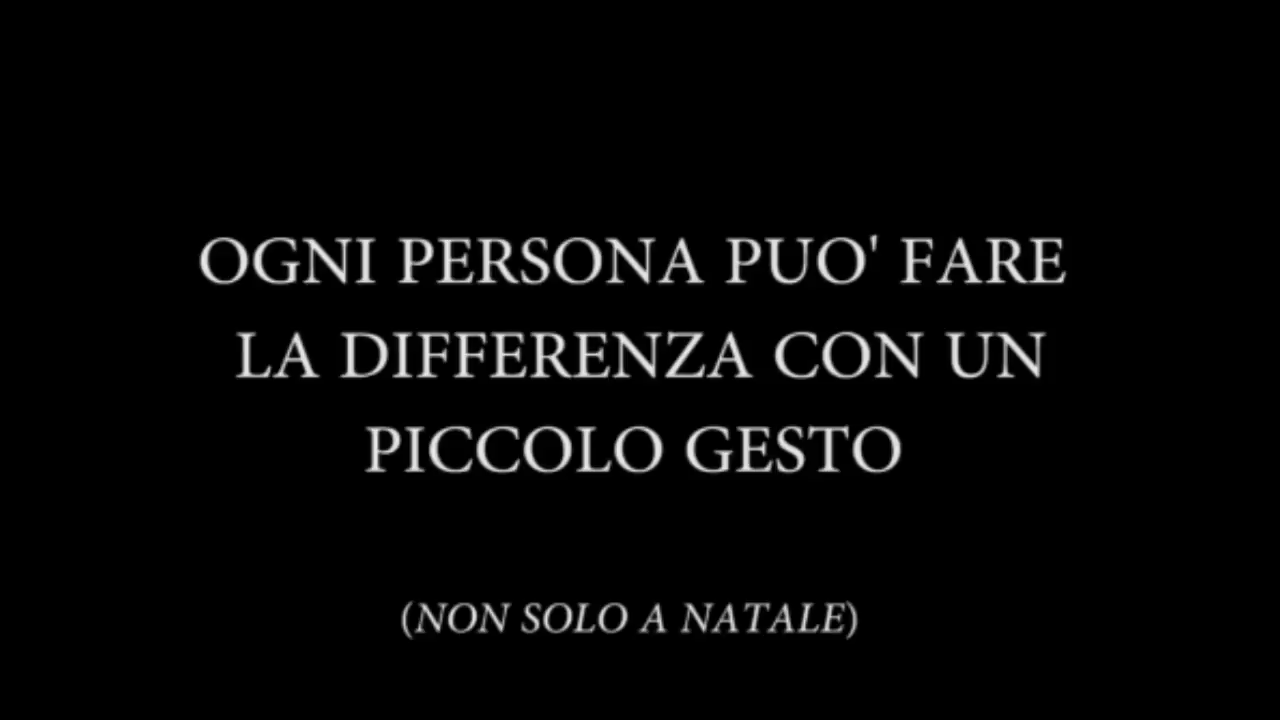 OGNI PERSONA PUO' FARE
LA DIFFERENZA CON UN
PICCOLO GESTO
(NON SOLO A NATALE)